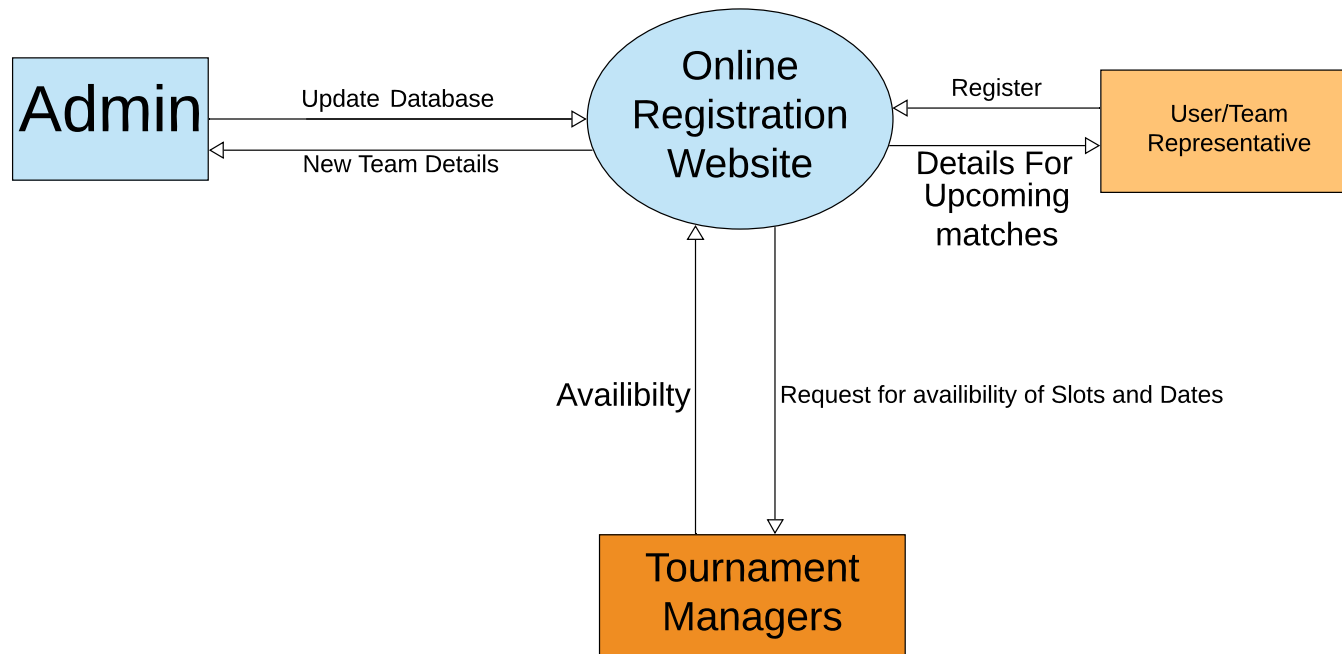 Admin
Update Database
New Team Details
Online
Registration
Website
Register
Details For
Upcoming
matches
User/Team
Representative
Availibilty
Request for availibility of Slots and Dates
Tournament
Managers